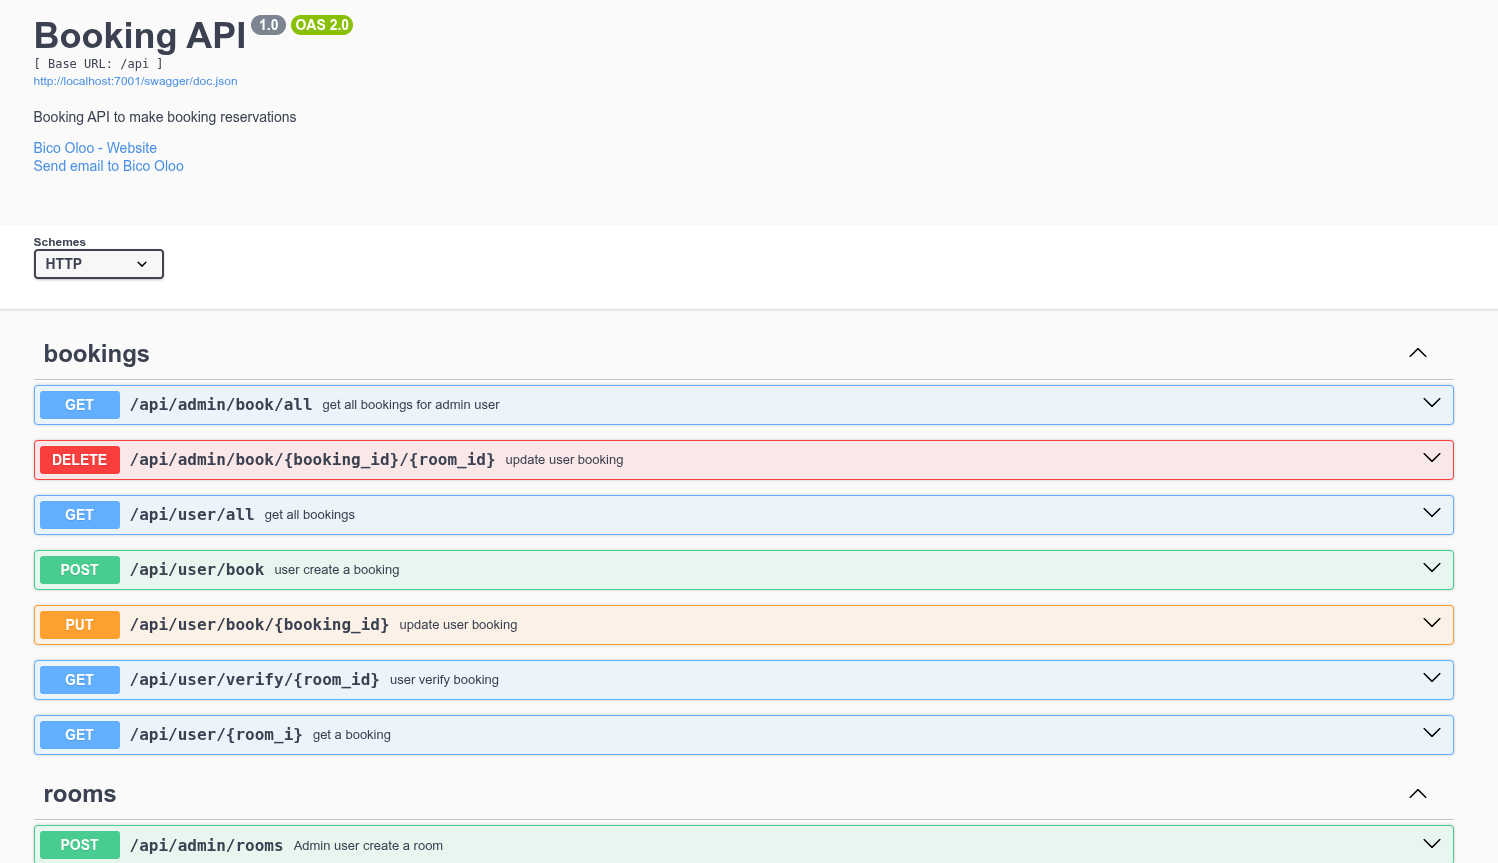 Booking API 1.0 OAS 2.0
[ Base URL: /api ]
http://localhost:7001/swagger/doc.json
Booking API to make booking reservations
Bico Oloo - Website
Send email to Bico Oloo
Schemes
HTTP
bookings
GET /api/admin/book/all get all bookings for admin user
DELETE /api/admin/book/{booking_id}/{room_id} update user booking
GET /api/user/all get all bookings
POST /api/user/book user create a booking
PUT /api/user/book/{booking_id} update user booking
GET /api/user/verify/{room_id} user verify booking
GET /api/user/{room_i} get a booking
rooms
POST /api/admin/rooms Admin user create a room